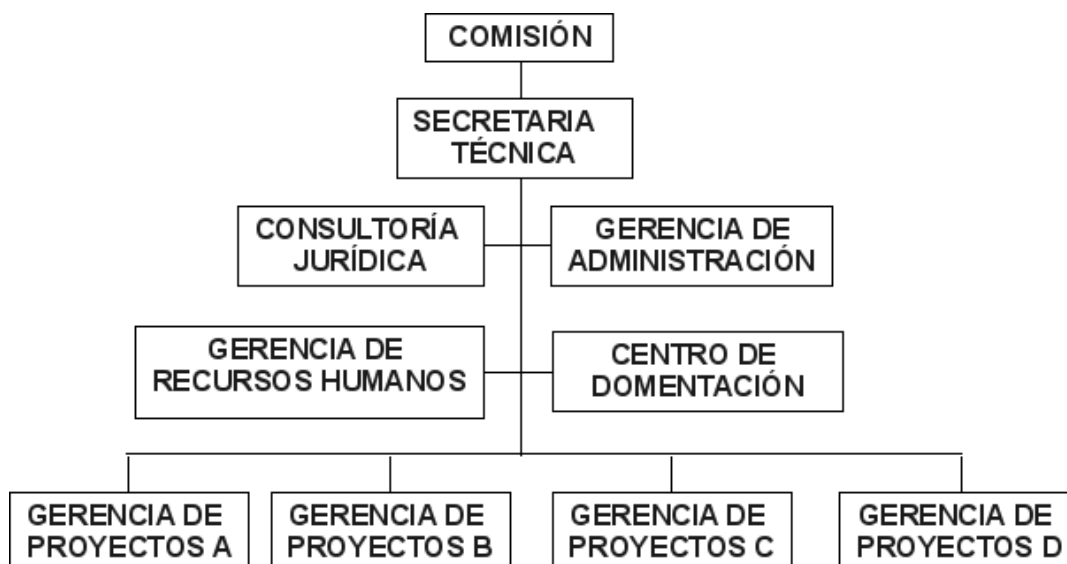 COMISIÓN
SECRETARIA
TÉCNICA
CONSULTORÍA
JURÍDICA
GERENCIA DE
ADMINISTRACIÓN
GERENCIA DE
RECURSOS HUMANOS
CENTRO DE
DOMENTACIÓN
GERENCIA DE
PROYECTOS A
GERENCIA DE
PROYECTOS B
GERENCIA DE
PROYECTOS C
GERENCIA DE
PROYECTOS D